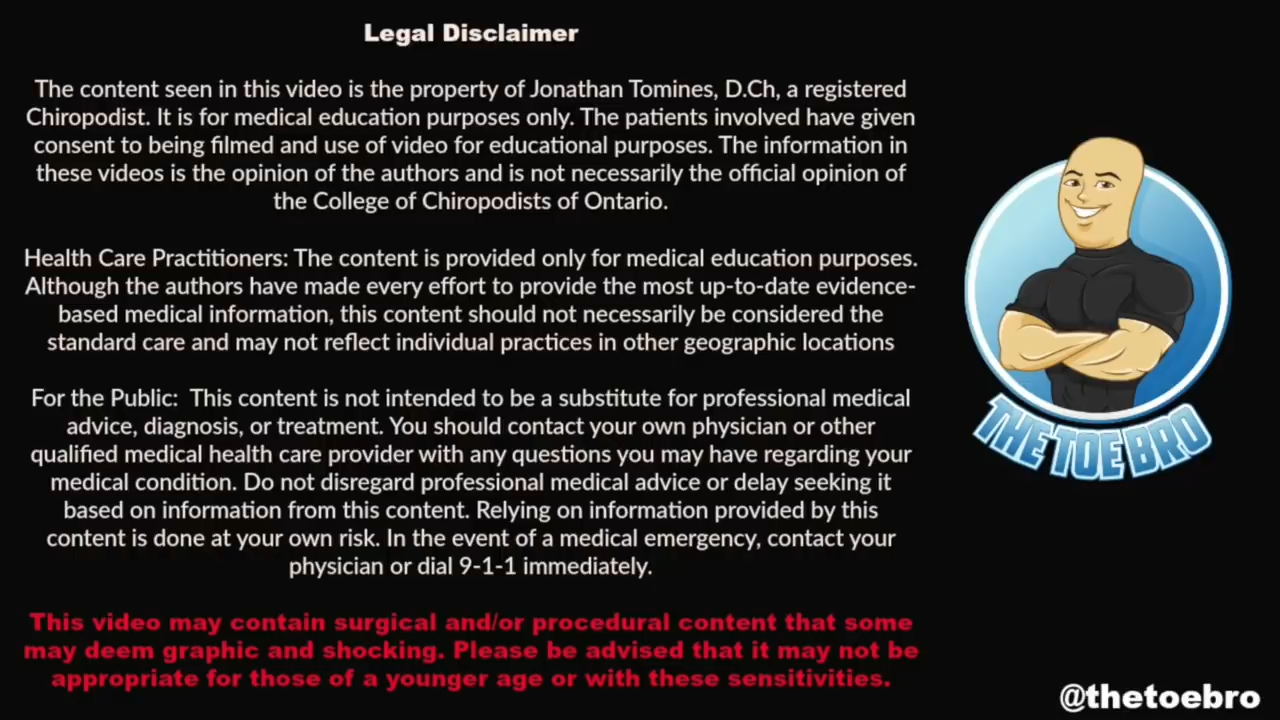 Legal Disclaimer
The content seen in this video is the property of Jonathan Tomines, D.Ch, a registered
Chiropodist. It is for medical education purposes only. The patients involved have given
consent to being filmed and use of video for educational purposes. The information in
these videos is the opinion of the authors and is not necessarily the official opinion of
the College of Chiropodists of Ontario.
Health Care Practitioners: The content is provided only for medical education purposes.
Although the authors have made every effort to provide the most up-to-date evidence-
based medical information, this content should not necessarily be considered the
standard care and may not reflect individual practices in other geographic locations
For the Public:  This content is not intended to be a substitute for professional medical
advice, diagnosis, or treatment. You should contact your own physician or other
qualified medical health care provider with any questions you may have regarding your
medical condition. Do not disregard professional medical advice or delay seeking it
based on information from this content. Relying on information provided by this
content is done at your own risk. In the event of a medical emergency, contact your
physician or dial 9-1-1 immediately.
This video may contain surgical and/or procedural content that some
may deem graphic and shocking. Please be advised that it may not be
appropriate for those of a younger age or with these sensitivities.
THE TOE BRO
@thetoebro